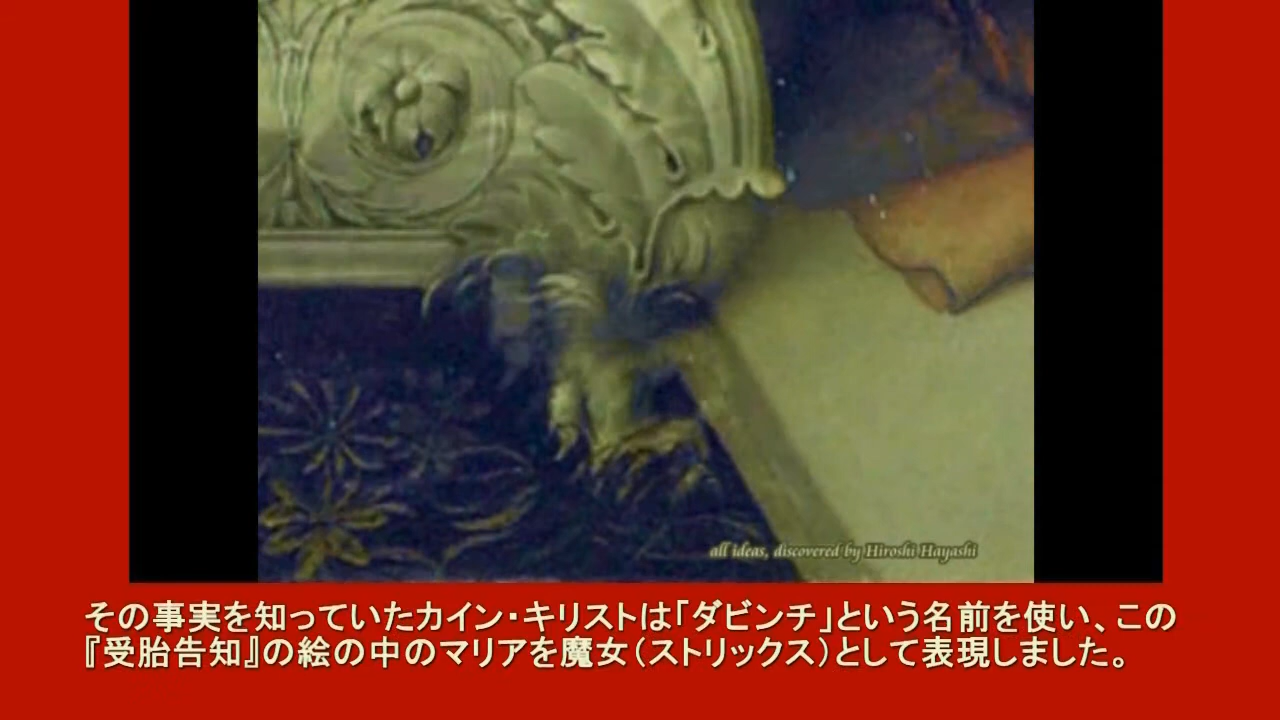 all ideas, discovered by Hiroshi Hayashi
その事実を知っていたカイン・キリストは「ダビンチ」という名前を使い、この
『受胎告知』の絵の中のマリアを魔女（ストリックス）として表現しました。